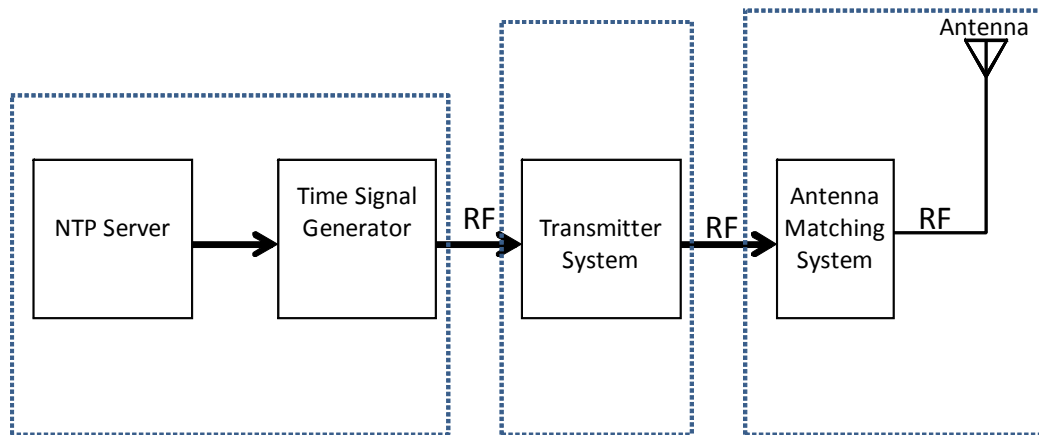 Antenna
NTP Server
Time Signal
Generator
RF
Transmitter
System
RF
Antenna
Matching
System
RF